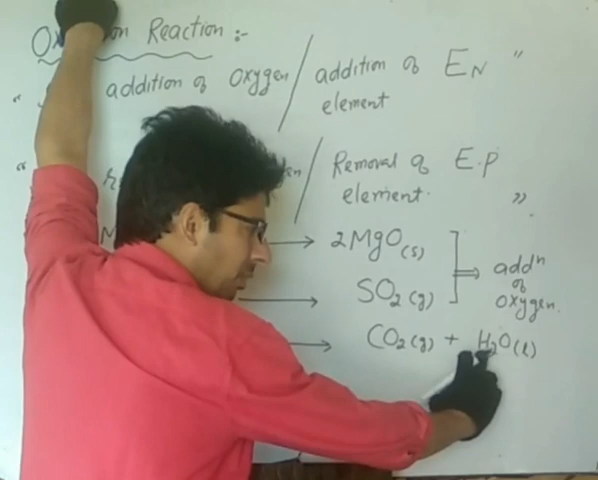 Reaction :-
" addition of Oxygen / addition of EN "
element
" / Removal of E.P
element. ".
M → 2MgO(s)
→ SO2(g) ⇒ addn of oxygen
→ CO2(g) + H2O(l)